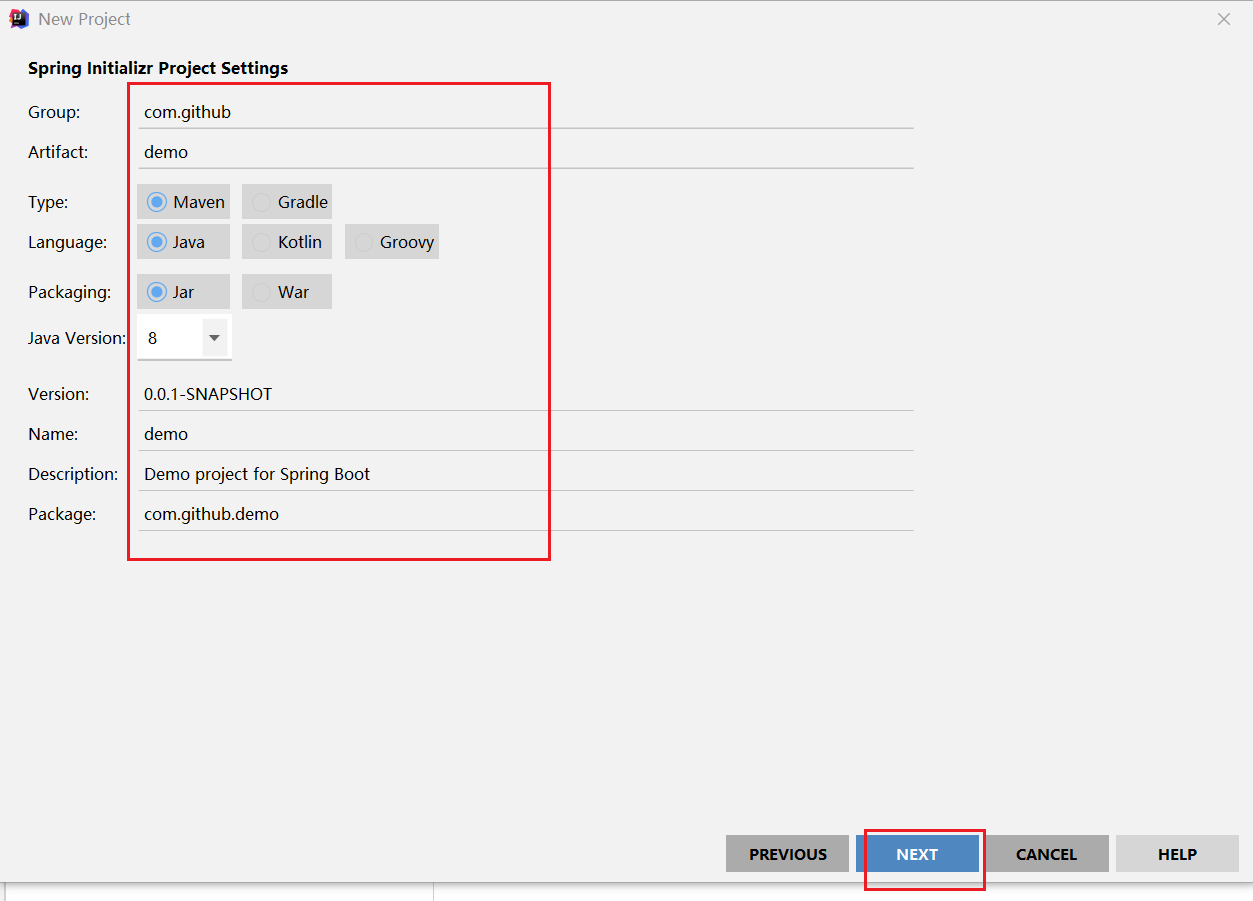 New Project
Spring Initializr Project Settings
Group: com.github
Artifact: demo
Type: Maven Gradle
Language: Java Kotlin Groovy
Packaging: Jar War
Java Version: 8
Version: 0.0.1-SNAPSHOT
Name: demo
Description: Demo project for Spring Boot
Package: com.github.demo
PREVIOUS NEXT CANCEL HELP